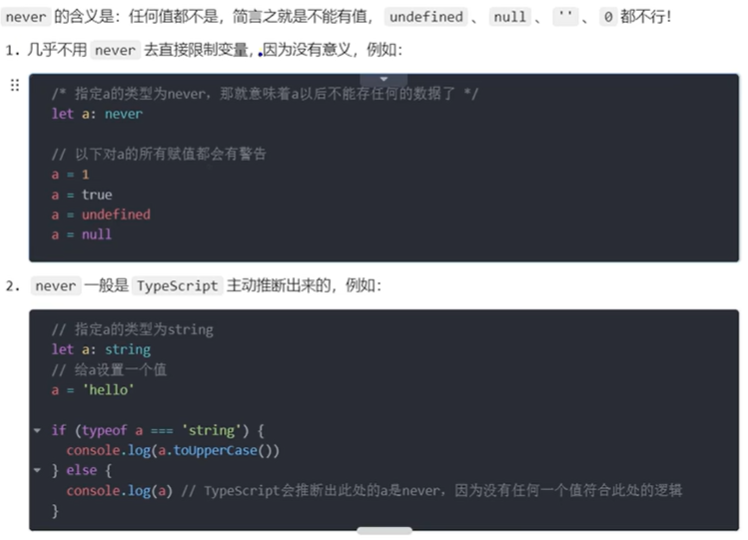 never 的含义是：任何值都不是，简言之就是不能有值， undefined 、 null 、 '' 、 0 都不行！
1. 几乎不用 never 去直接限制变量，因为没有意义，例如：
/* 指定a的类型为never，那就意味着a以后不能存任何的数据了 */
let a: never
// 以下对a的所有赋值都会有警告
a = 1
a = true
a = undefined
a = null
2. never 一般是 TypeScript 主动推断出来的，例如：
// 指定a的类型为string
let a: string
// 给a设置一个值
a = 'hello'
if (typeof a === 'string') {
console.log(a.toUpperCase())
} else {
console.log(a) // TypeScript会推断出此处的a是never，因为没有任何一个值符合此处的逻辑
}